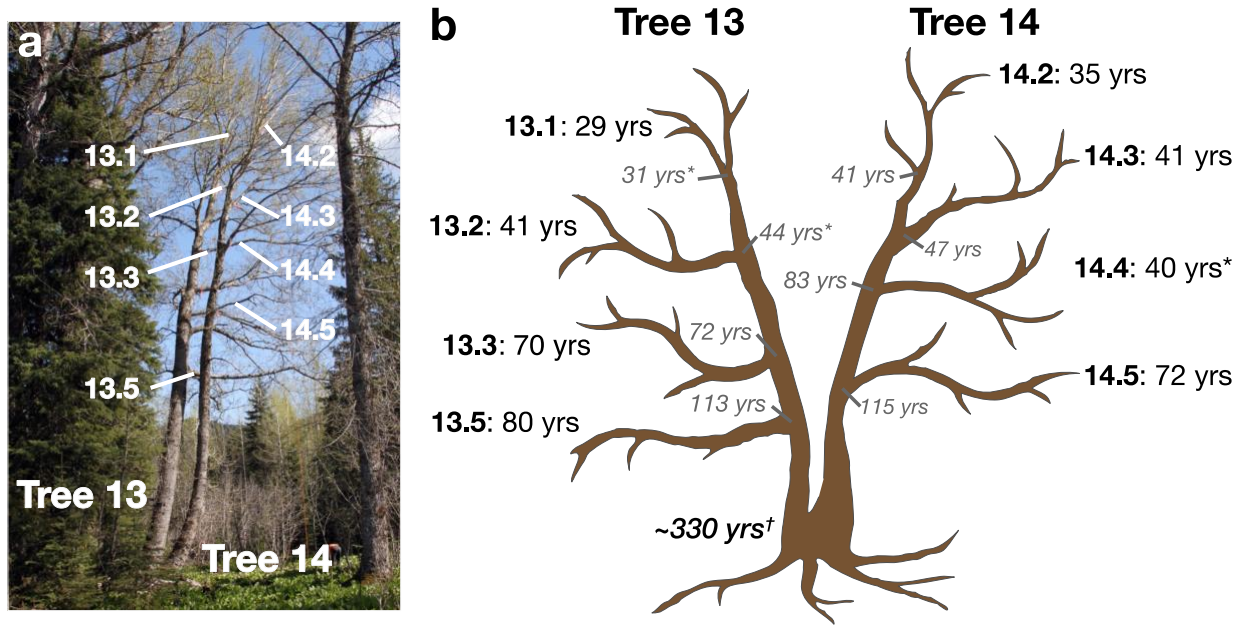 a
13.1
14.2
13.2
14.3
13.3
14.4
14.5
13.5
Tree 13
Tree 14
b
Tree 13
Tree 14
14.2: 35 yrs
13.1: 29 yrs
14.3: 41 yrs
31 yrs*
41 yrs
13.2: 41 yrs
44 yrs*
47 yrs
14.4: 40 yrs*
83 yrs
13.3: 70 yrs
72 yrs
14.5: 72 yrs
113 yrs
115 yrs
13.5: 80 yrs
~330 yrs†